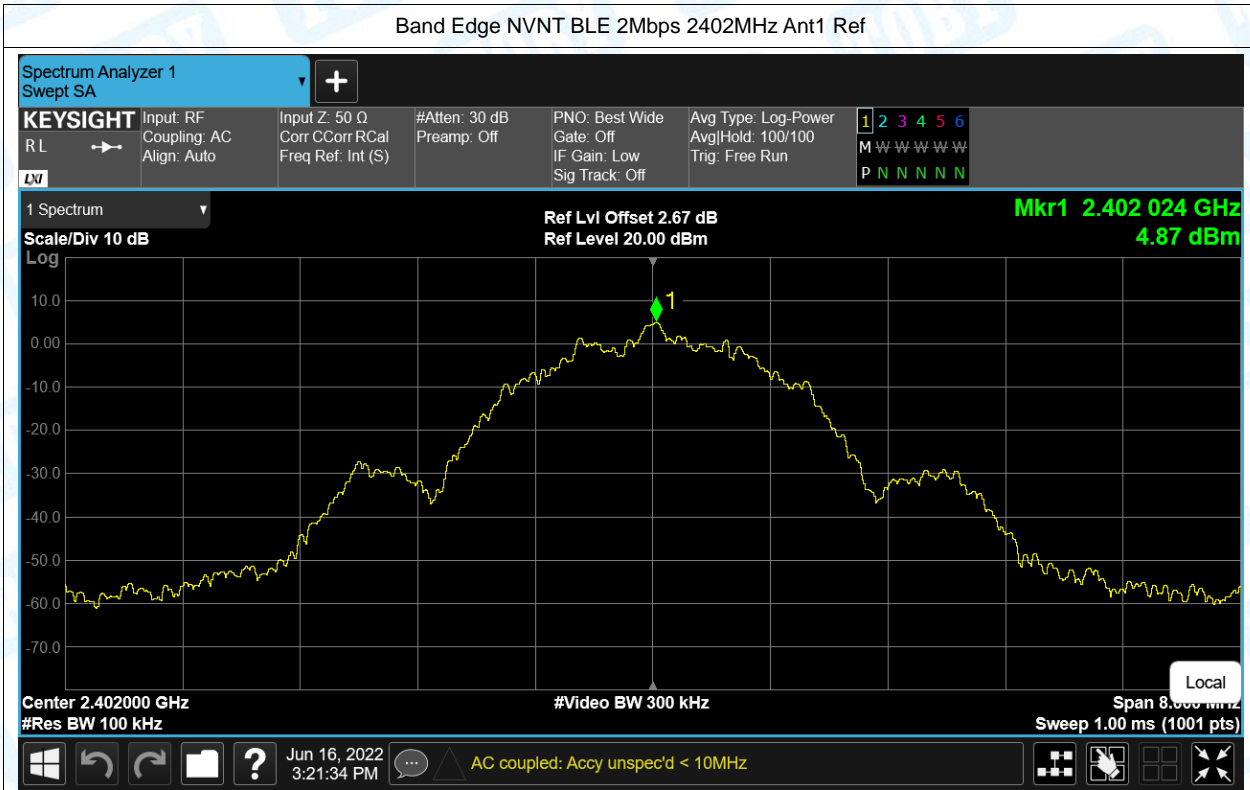 Band Edge NVNT BLE 2Mbps 2402MHz Ant1 Ref
Spectrum Analyzer 1
Swept SA
KEYSIGHT
R L
LXI
Input: RF
Coupling: AC
Align: Auto
Input Z: 50 Ω
Corr CCorr RCal
Freq Ref: Int (S)
#Atten: 30 dB
Preamp: Off
PNO: Best Wide
Gate: Off
IF Gain: Low
Sig Track: Off
Avg Type: Log-Power
Avg|Hold: 100/100
Trig: Free Run
1 2 3 4 5 6
M W W W W W
P N N N N N
1 Spectrum
Scale/Div 10 dB
Ref Lvl Offset 2.67 dB
Ref Level 20.00 dBm
Mkr1 2.402 024 GHz
4.87 dBm
Log
1
10.0
0.00
-10.0
-20.0
-30.0
-40.0
-50.0
-60.0
-70.0
Center 2.402000 GHz
#Res BW 100 kHz
#Video BW 300 kHz
Local
Span 8.000 MHz
Sweep 1.00 ms (1001 pts)
?
Jun 16, 2022
3:21:34 PM
AC coupled: Accy unspec'd < 10MHz